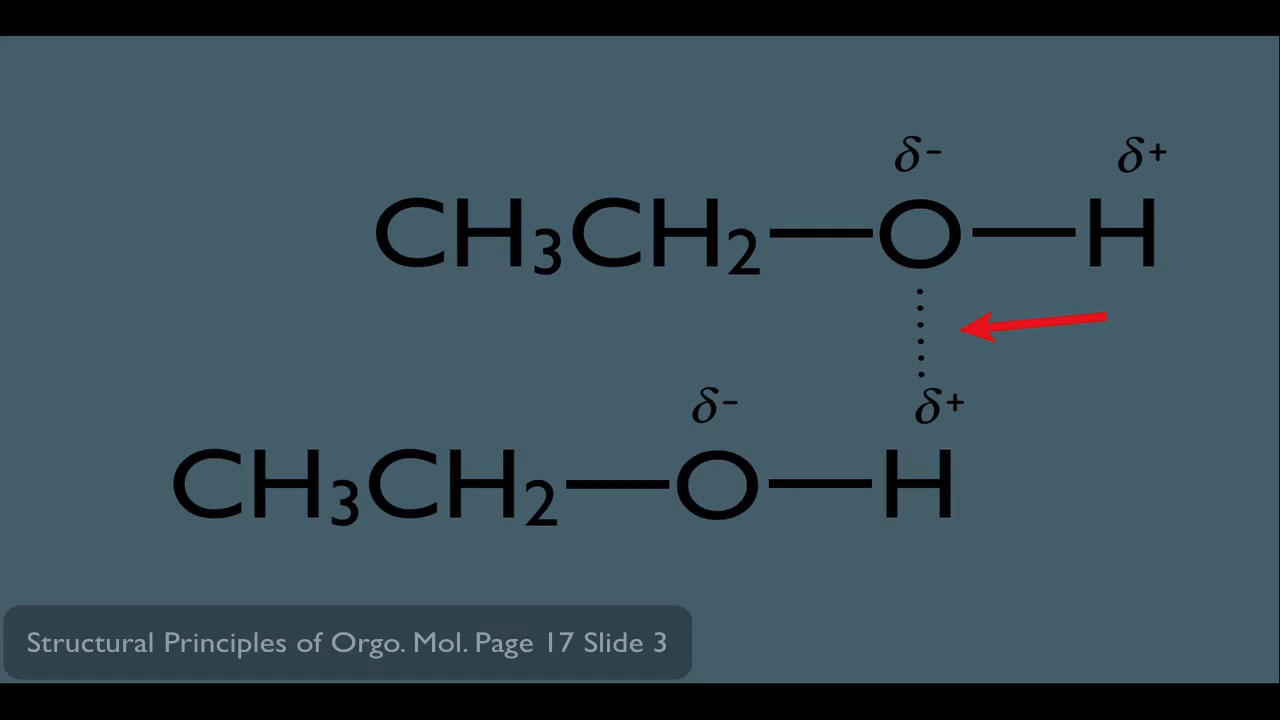 δ⁻ δ⁺
CH₃CH₂—O—H
δ⁻ δ⁺
CH₃CH₂—O—H
Structural Principles of Orgo. Mol. Page 17 Slide 3